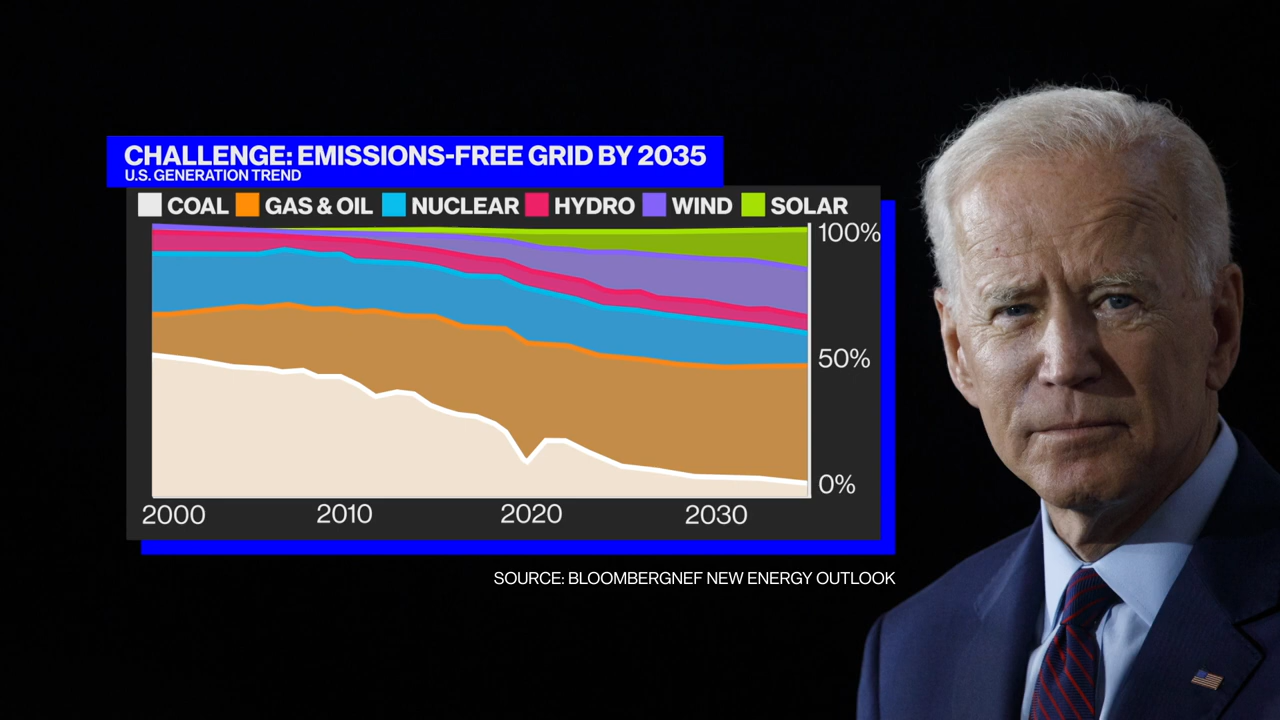 CHALLENGE: EMISSIONS-FREE GRID BY 2035
U.S. GENERATION TREND
COAL GAS & OIL NUCLEAR HYDRO WIND SOLAR
100%
50%
0%
2000 2010 2020 2030
SOURCE: BLOOMBERGNEF NEW ENERGY OUTLOOK